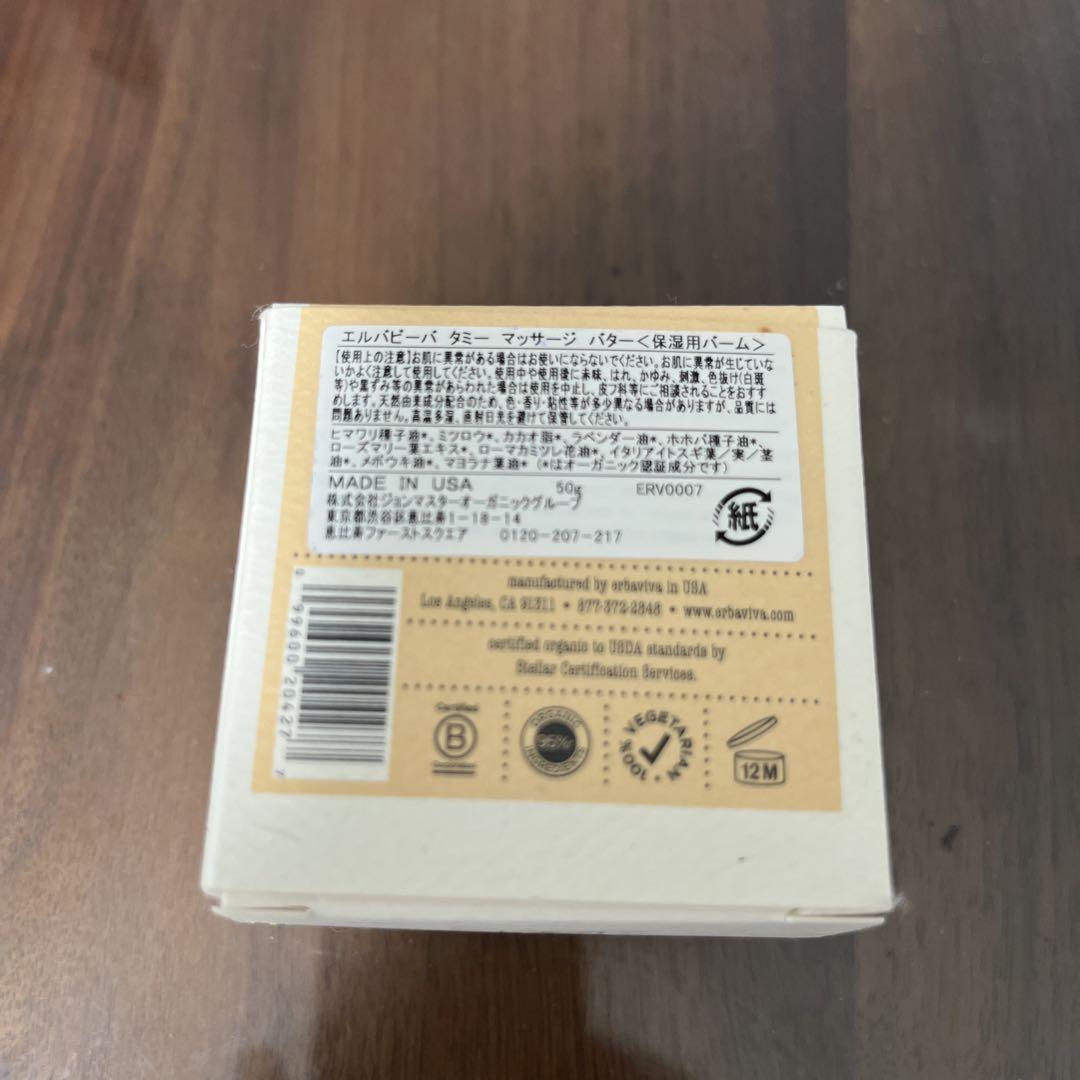 エルバビーバ タミー マッサージ バター<保湿用バーム>
【使用上の注意】お肌に異常がある場合はお使いにならないでください。お肌に異常が生じていな
いかよく注意して使用してください。使用中や使用後に赤味、はれ、かゆみ、刺激、色抜け(白斑
等)や黒ずみ等の異常があらわれた場合は使用を中止し、皮フ科等にご相談されることをおすす
めします。天然由来成分配合のため、色・香り・粘性等が多少異なる場合がありますが、品質には
問題ありません。高温多湿、直射日光を避けて保管してください。
ヒマワリ種子油*、ミツロウ*、カカオ脂*、ラベンダー油*、ホホバ種子油*、
ローズマリー葉エキス*、ローマカミツレ花油*、イタリアイトスギ葉/実/茎
油*、メボウキ油*、マヨラナ葉油* (*はオーガニック認証成分です)
MADE IN USA 50g ERV0007
株式会社ジョンマスターオーガニックグループ
東京都渋谷区恵比寿1-18-14
恵比寿ファーストスクエア 0120-207-217
紙
manufactured by erbaviva in USA
Los Angeles, CA 91311 • 877-372-2848 • www.erbaviva.com
certified organic to USDA standards by
Stellar Certification Services.
0 99600 20427 7
Certified
B
ORGANIC
95%
INGREDIENTS
100% VEGETARIAN
12M